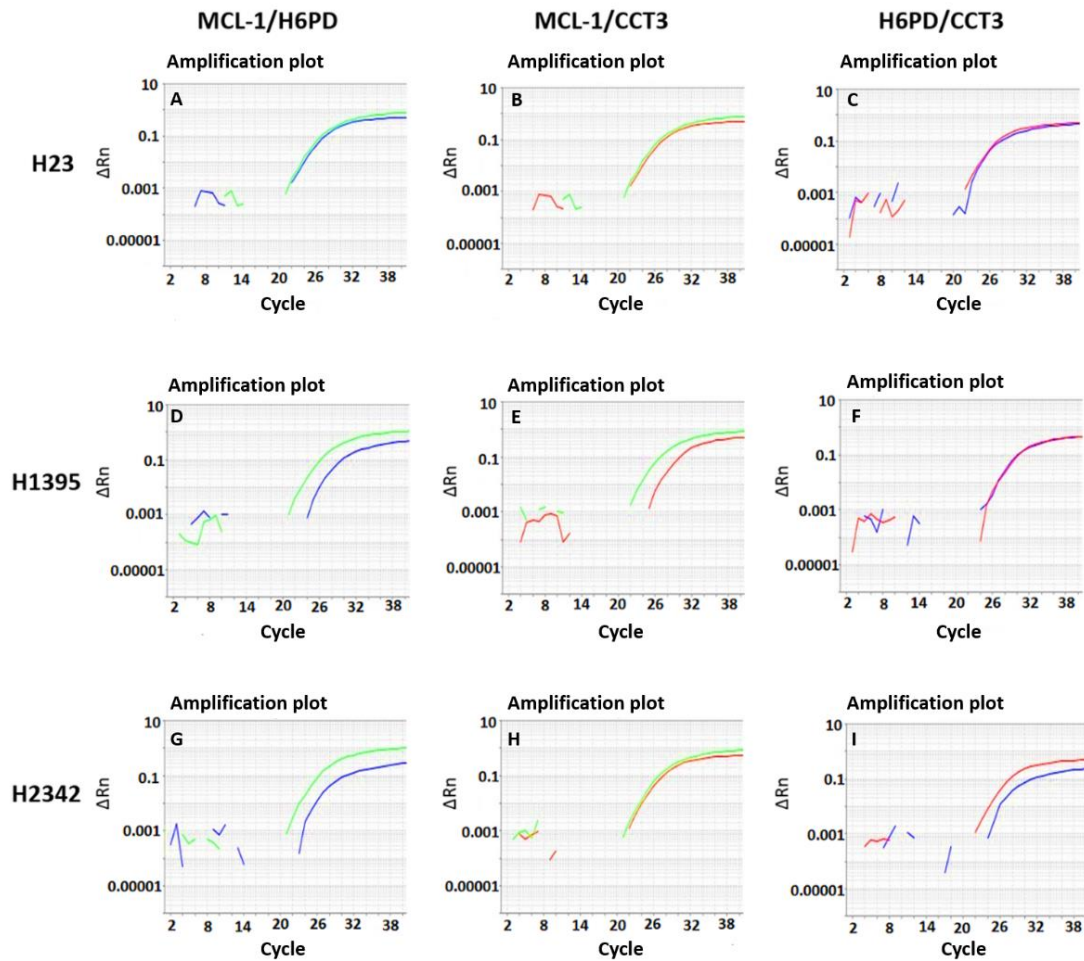 MCL-1/H6PD MCL-1/CCT3 H6PD/CCT3
Amplification plot Amplification plot Amplification plot
H23
A
ΔRn
10
0.1
0.001
0.00001
2 8 14 20 26 32 38
Cycle
B
ΔRn
10
0.1
0.001
0.00001
2 8 14 20 26 32 38
Cycle
C
ΔRn
10
0.1
0.001
0.00001
2 8 14 20 26 32 38
Cycle
Amplification plot Amplification plot Amplification plot
H1395
D
ΔRn
10
0.1
0.001
0.00001
2 8 14 20 26 32 38
Cycle
E
ΔRn
10
0.1
0.001
0.00001
2 8 14 20 26 32 38
Cycle
F
ΔRn
10
0.1
0.001
0.00001
2 8 14 20 26 32 38
Cycle
Amplification plot Amplification plot Amplification plot
H2342
G
ΔRn
10
0.1
0.001
0.00001
2 8 14 20 26 32 38
Cycle
H
ΔRn
10
0.1
0.001
0.00001
2 8 14 20 26 32 38
Cycle
I
ΔRn
10
0.1
0.001
0.00001
2 8 14 20 26 32 38
Cycle